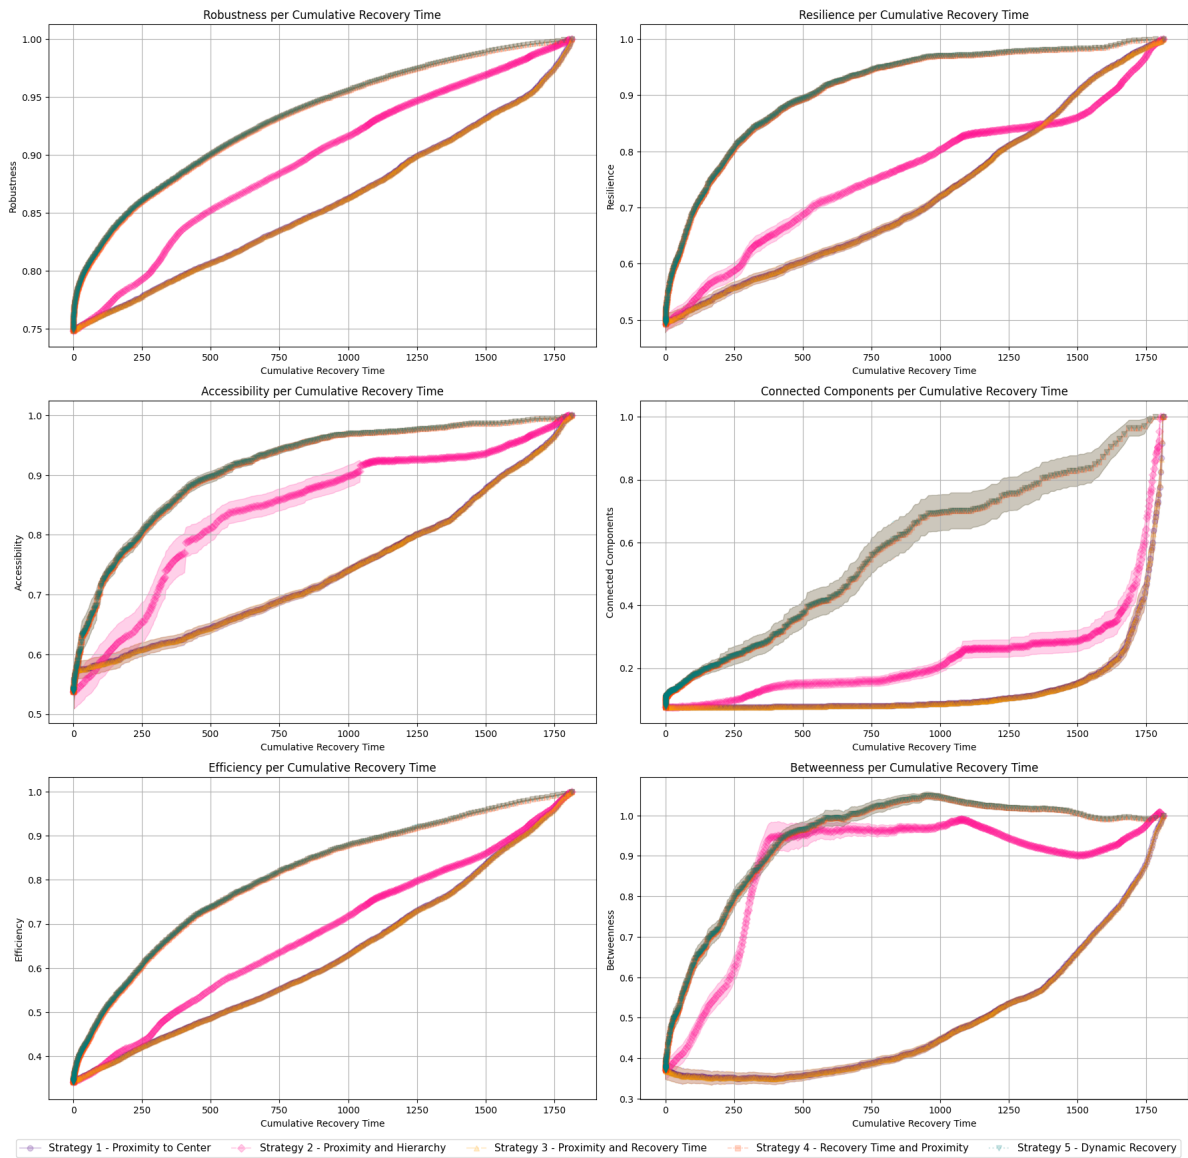 Robustness per Cumulative Recovery Time
1.00
0.95
0.90
0.85
0.80
0.75
Robustness
0 250 500 750 1000 1250 1500 1750
Cumulative Recovery Time
Resilience per Cumulative Recovery Time
1.0
0.9
0.8
0.7
0.6
0.5
Resilience
0 250 500 750 1000 1250 1500 1750
Cumulative Recovery Time
Accessibility per Cumulative Recovery Time
1.0
0.9
0.8
0.7
0.6
0.5
Accessibility
0 250 500 750 1000 1250 1500 1750
Cumulative Recovery Time
Connected Components per Cumulative Recovery Time
1.0
0.8
0.6
0.4
0.2
Connected Components
0 250 500 750 1000 1250 1500 1750
Cumulative Recovery Time
Efficiency per Cumulative Recovery Time
1.0
0.9
0.8
0.7
0.6
0.5
0.4
Efficiency
0 250 500 750 1000 1250 1500 1750
Cumulative Recovery Time
Betweenness per Cumulative Recovery Time
1.0
0.9
0.8
0.7
0.6
0.5
0.4
0.3
Betweenness
0 250 500 750 1000 1250 1500 1750
Cumulative Recovery Time
Strategy 1 - Proximity to Center Strategy 2 - Proximity and Hierarchy Strategy 3 - Proximity and Recovery Time Strategy 4 - Recovery Time and Proximity Strategy 5 - Dynamic Recovery